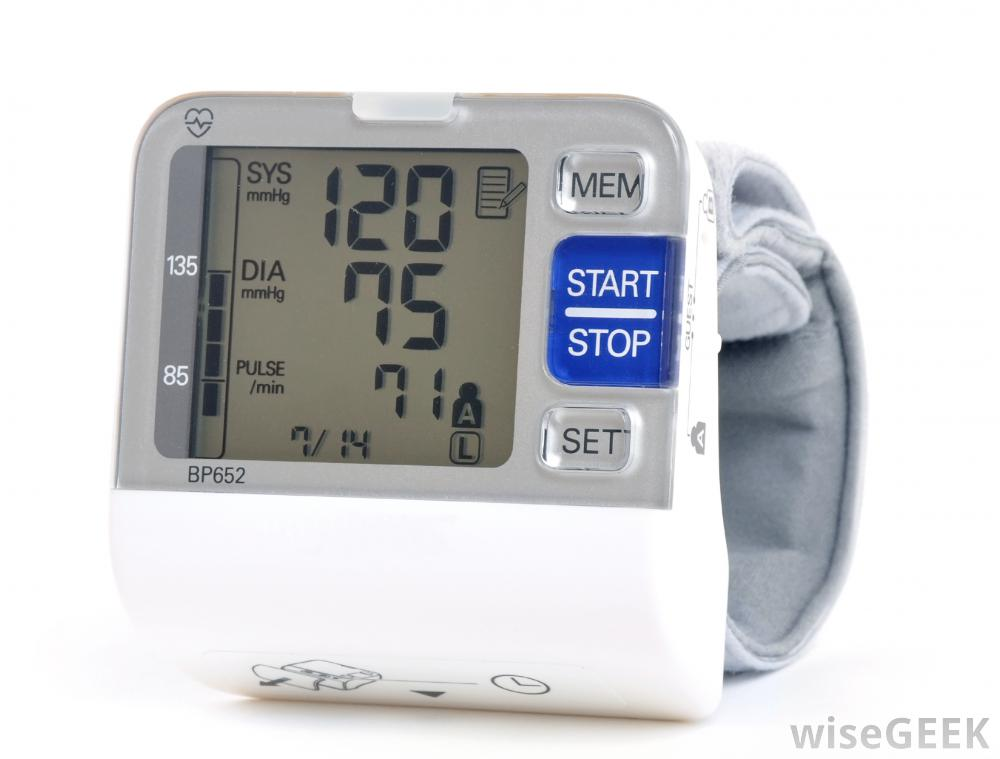 SYS
mmHg
120
MEM
135
DIA
mmHg
75
START
STOP
85
PULSE
/min
71
A
7/14
L
SET
BP652
GUEST
A
B
wiseGEEK